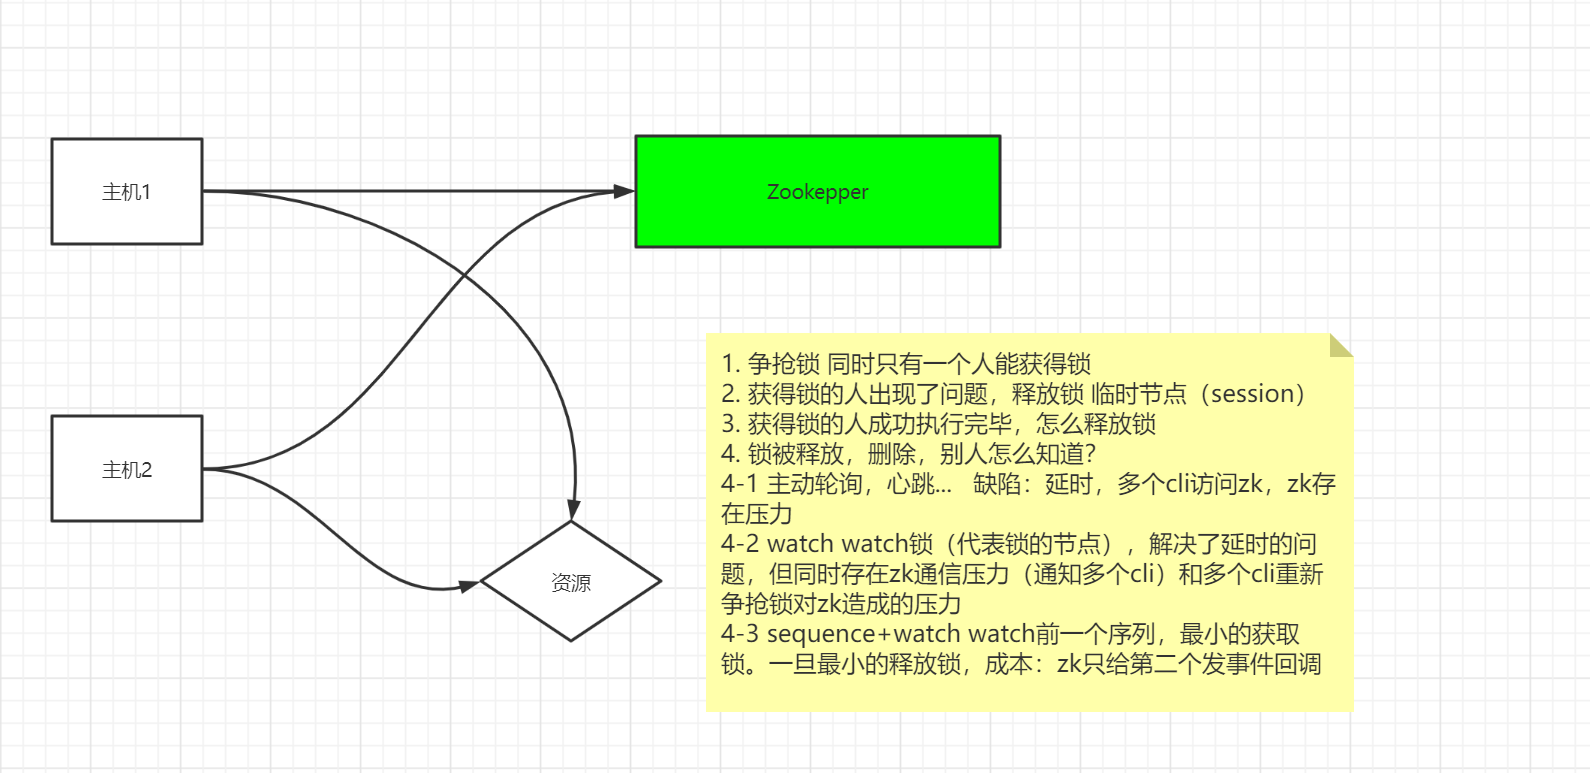 主机1
Zookepper
主机2
资源
1. 争抢锁 同时只有一个人能获得锁
2. 获得锁的人出现了问题，释放锁 临时节点（session）
3. 获得锁的人成功执行完毕，怎么释放锁
4. 锁被释放，删除，别人怎么知道？
4-1 主动轮询，心跳... 缺陷：延时，多个cli访问zk，zk存
在压力
4-2 watch watch锁（代表锁的节点），解决了延时的问
题，但同时存在zk通信压力（通知多个cli）和多个cli重新
争抢锁对zk造成的压力
4-3 sequence+watch watch前一个序列，最小的获取
锁。一旦最小的释放锁，成本：zk只给第二个发事件回调